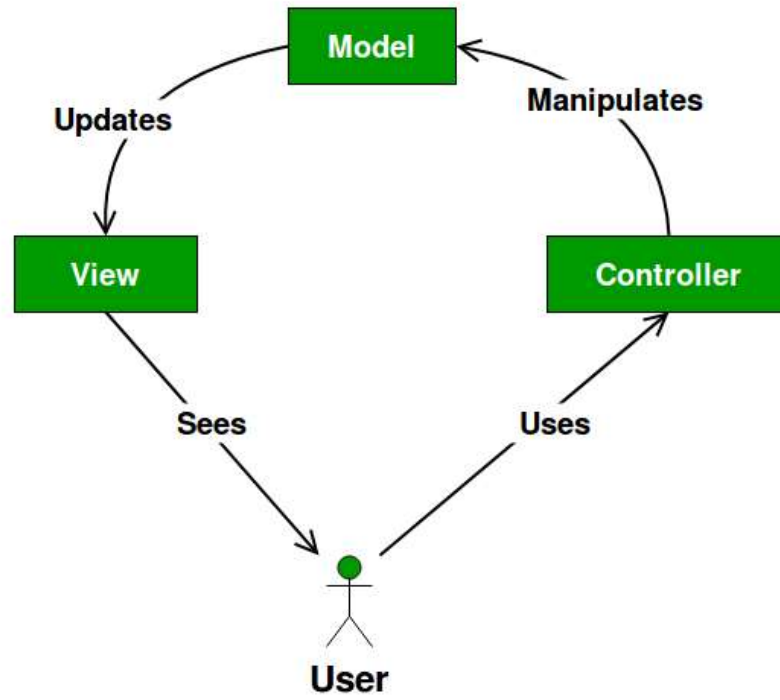 Model
Updates
Manipulates
View
Controller
Sees
Uses
User